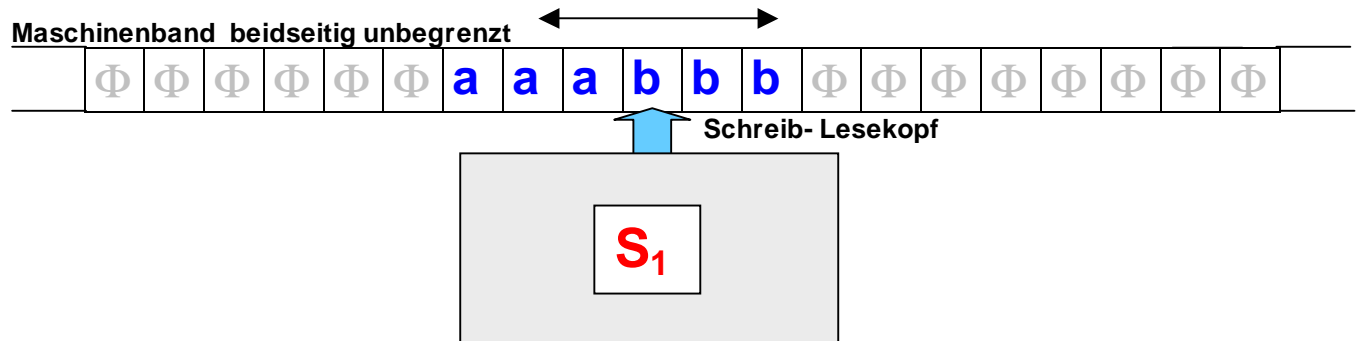 Maschinenband beidseitig unbegrenzt
Φ Φ Φ Φ Φ Φ a a a b b b Φ Φ Φ Φ Φ Φ Φ Φ
Schreib- Lesekopf
S₁